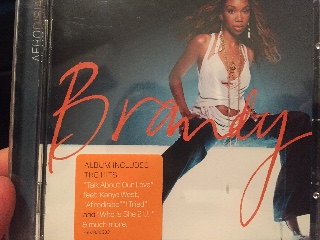 AFRODISIAC
Brandy
ALBUM INCLUDES
THE HITS
"Talk About Our Love"
feat. Kanye West,
"Afrodisiac" "I Tried"
and "Who Is She 2 U"
& much more.